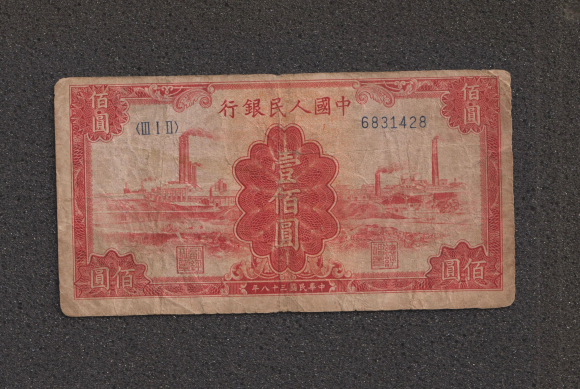 中國人民銀行
佰圓
佰圓
〈III I II〉
6831428
壹佰圓
佰圓
佰圓
中華民國三十八年